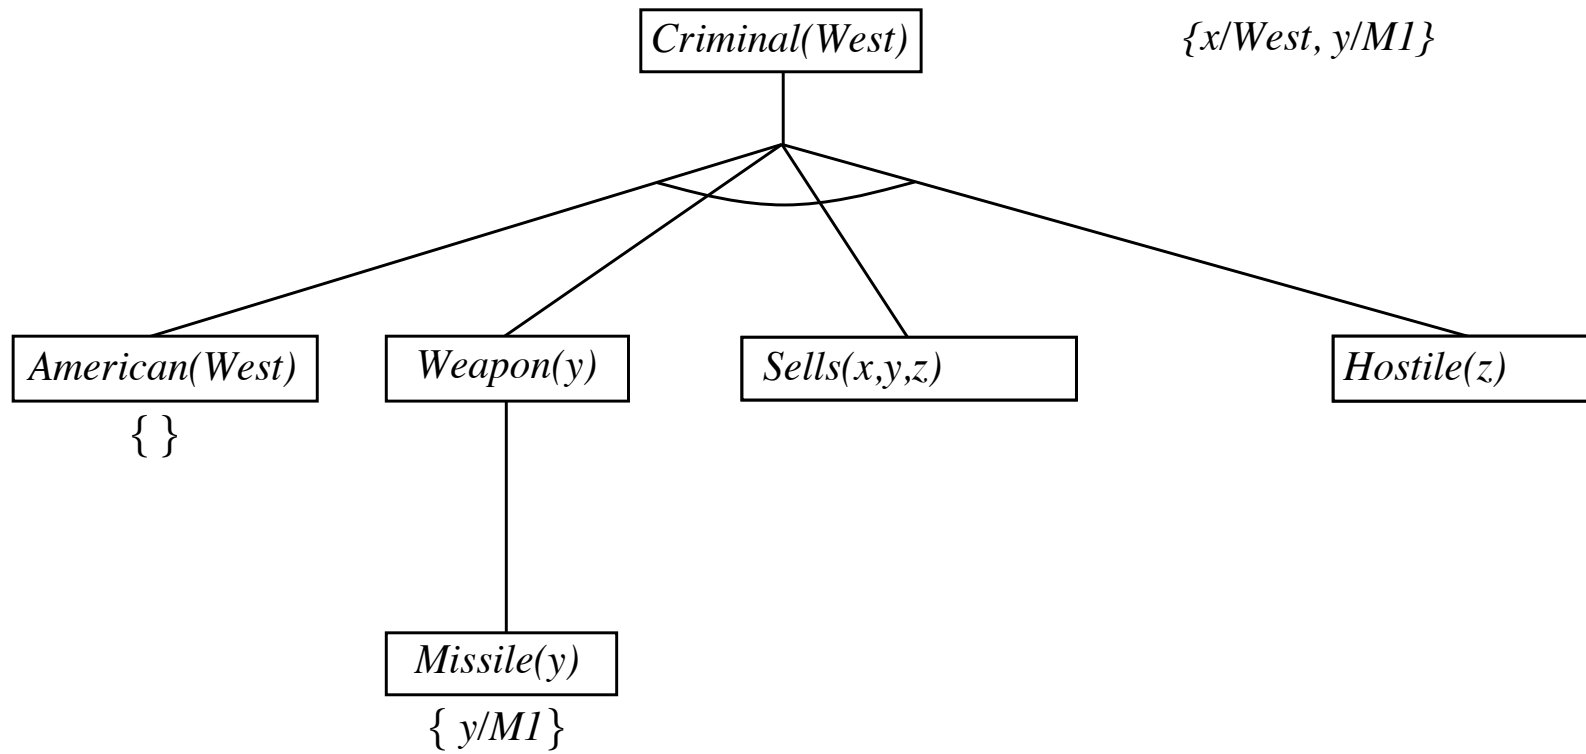 Criminal(West)
{x/West, y/M1}
American(West)
Weapon(y)
Sells(x,y,z)
Hostile(z)
{ }
Missile(y)
{ y/M1}